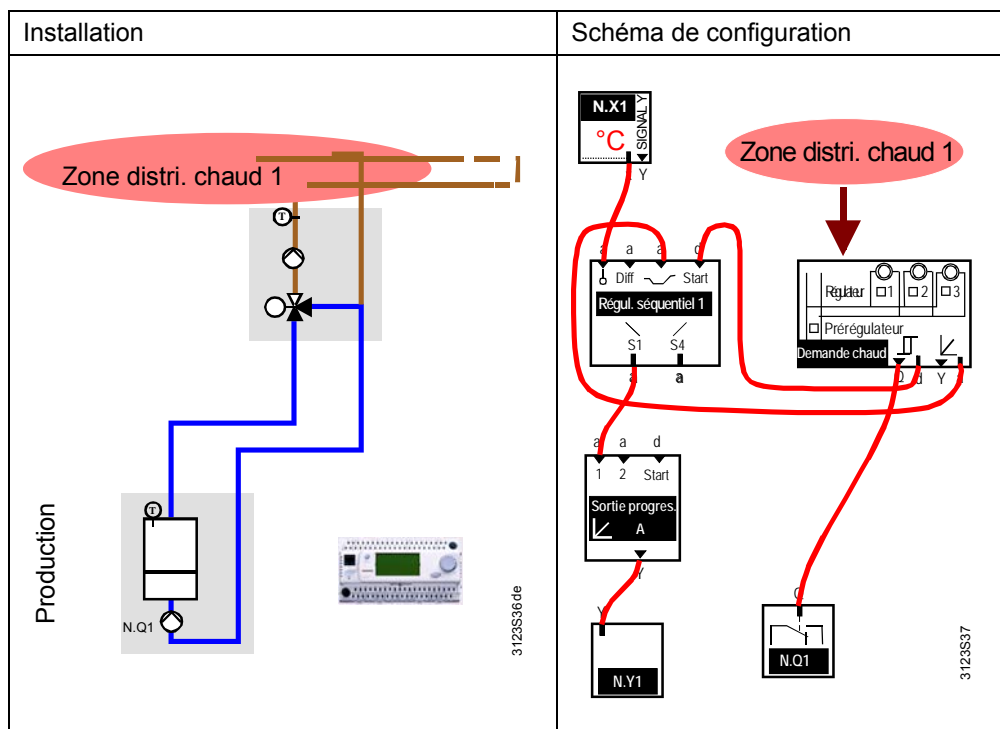 Installation
Schéma de configuration
Zone distri. chaud 1
T
T
Production
N.Q1
3123S36de
N.X1
°C
SIGNAL Y
Y
Zone distri. chaud 1
a a a d
Diff Start
Régul. séquentiel 1
S1 S4
a a
1 2 3
Prérégulateur
Demande chaud
Q d Y a
a a d
1 2 Start
Sortie progres.
A
Y
Y
N.Y1
Q
N.Q1
3123S37